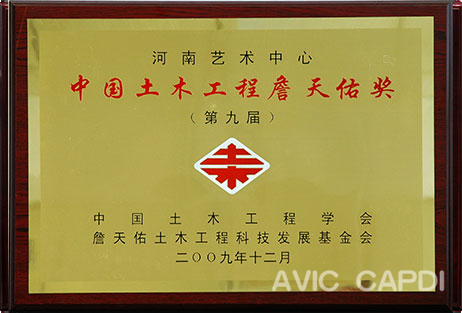 河南艺术中心
中国土木工程詹天佑奖
（第九届）
中国土木工程学会
詹天佑土木工程科技发展基金会
二〇〇九年十二月
AVIC CAPDI